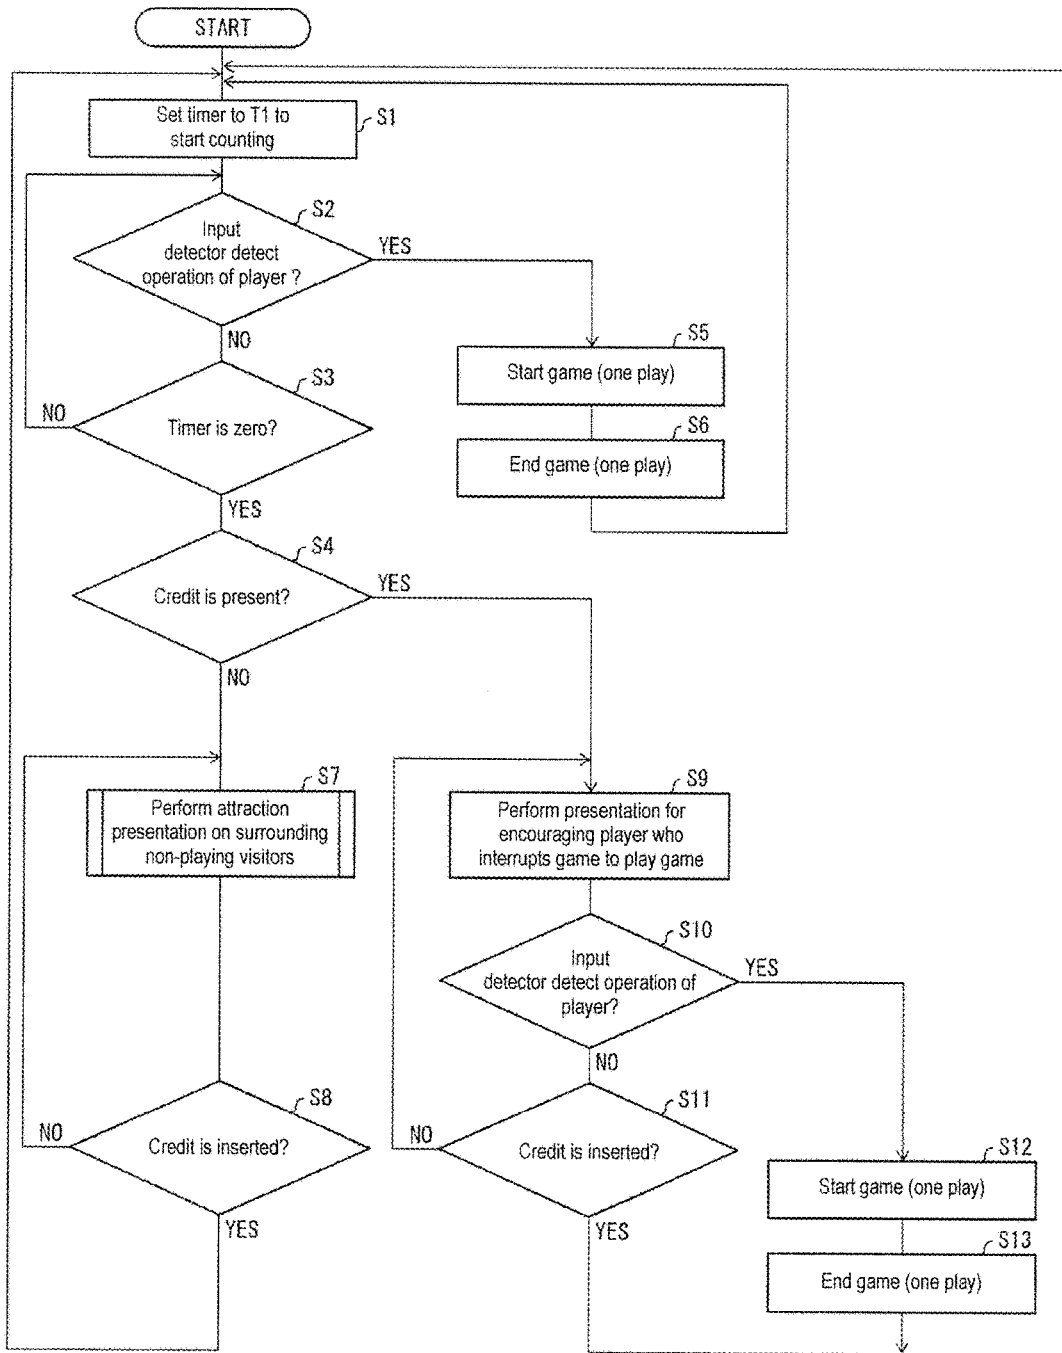 START
Set timer to T1 to
start counting
S1
S2
Input
detector detect
operation of player ?
YES
NO
S3
Timer is zero?
NO
YES
S5
Start game (one play)
S6
End game (one play)
S4
Credit is present?
YES
NO
S7
Perform attraction
presentation on surrounding
non-playing visitors
S9
Perform presentation for
encouraging player who
interrupts game to play game
S10
Input
detector detect operation of
player?
YES
NO
S8
Credit is inserted?
NO
YES
S11
Credit is inserted?
NO
YES
S12
Start game (one play)
S13
End game (one play)